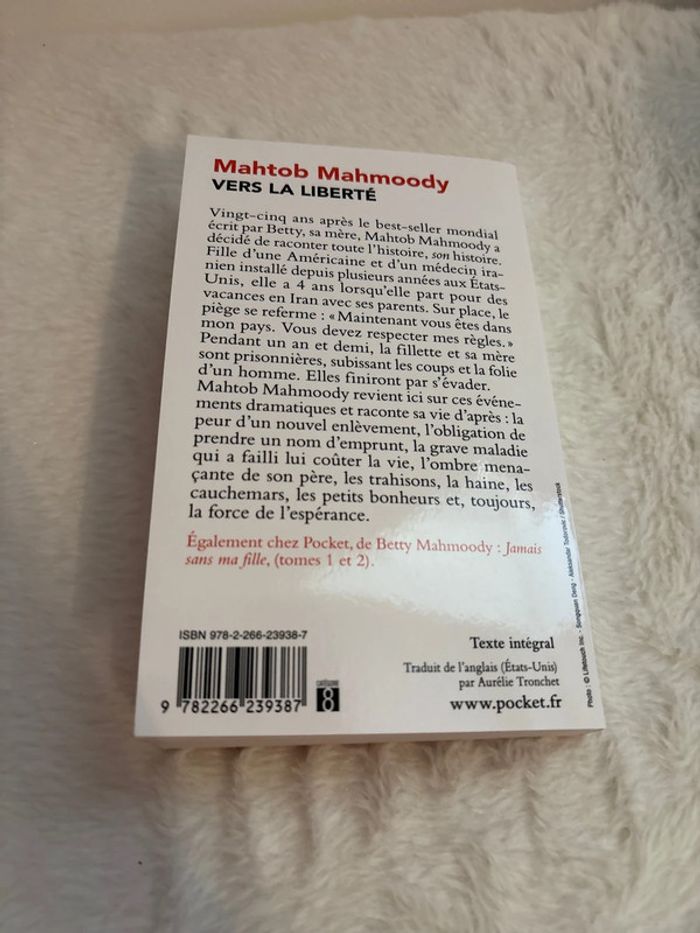 Mahtob Mahmoody
VERS LA LIBERTÉ
Vingt-cinq ans après le best-seller mondial
écrit par Betty, sa mère, Mahtob Mahmoody a
décidé de raconter toute l'histoire, son histoire.
Fille d'une Américaine et d'un médecin ira-
nien installé depuis plusieurs années aux États-
Unis, elle a 4 ans lorsqu'elle part pour des
vacances en Iran avec ses parents. Sur place, le
piège se referme : « Maintenant vous êtes dans
mon pays. Vous devez respecter mes règles. »
Pendant un an et demi, la fillette et sa mère
sont prisonnières, subissant les coups et la folie
d'un homme. Elles finiront par s'évader.
Mahtob Mahmoody revient ici sur ces événe-
ments dramatiques et raconte sa vie d'après : la
peur d'un nouvel enlèvement, l'obligation de
prendre un nom d'emprunt, la grave maladie
qui a failli lui coûter la vie, l'ombre mena-
çante de son père, les trahisons, la haine, les
cauchemars, les petits bonheurs et, toujours,
la force de l'espérance.
Également chez Pocket, de Betty Mahmoody : Jamais
sans ma fille, (tomes 1 et 2).
ISBN 978-2-266-23938-7
9 782266 239387
CATÉGORIE
8
Texte intégral
Traduit de l'anglais (États-Unis)
par Aurélie Tronchet
www.pocket.fr
Photo : © Lifetouch Inc. - Songquan Deng - Aleksandar Todorovic / Shutterstock